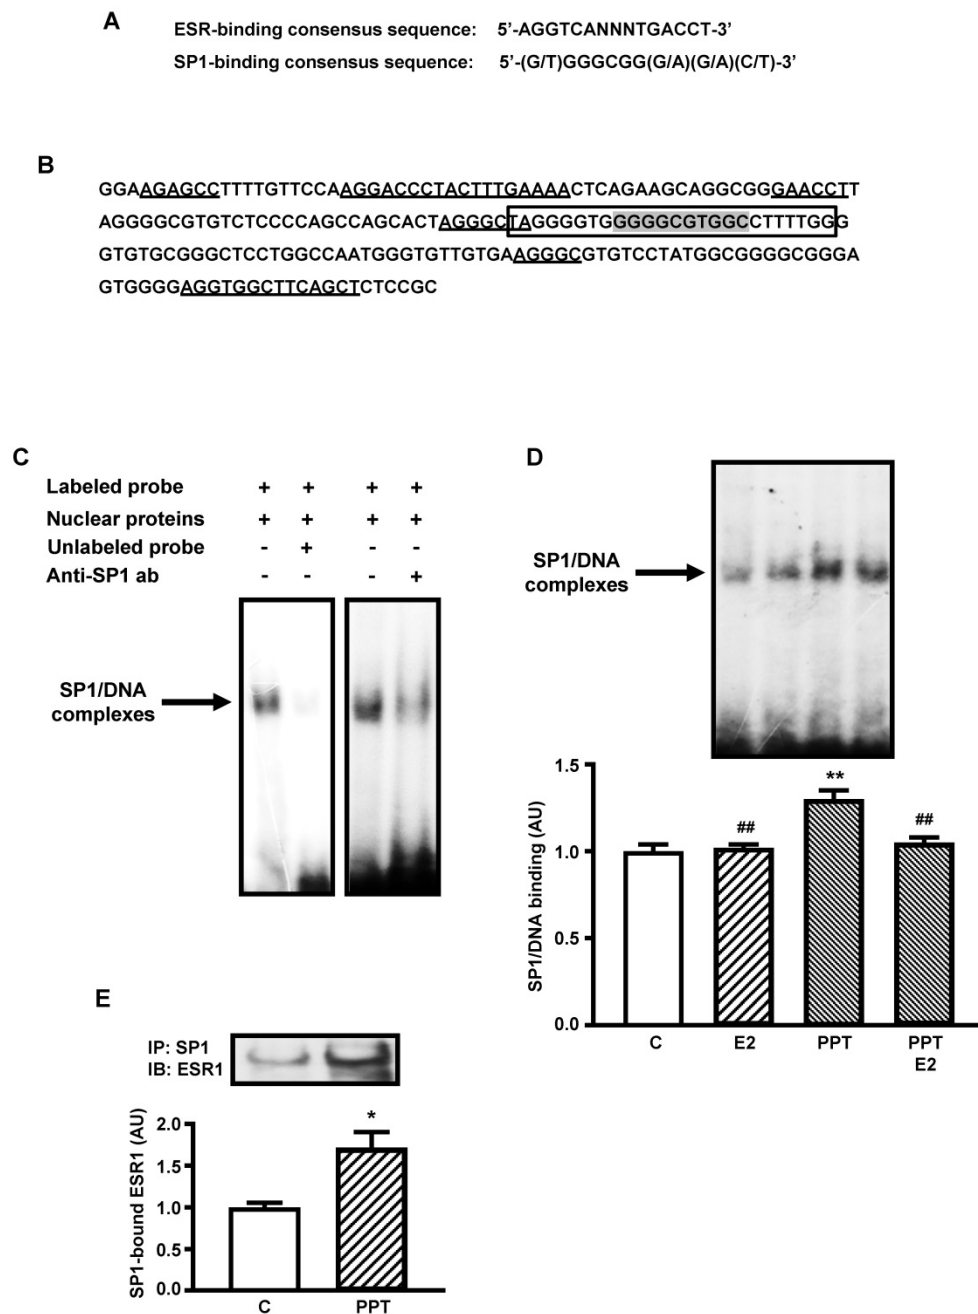 A
ESR-binding consensus sequence: 5'-AGGTCANNNTGACCT-3'
SP1-binding consensus sequence: 5'-(G/T)GGGCGG(G/A)(G/A)(C/T)-3'
B
GGAAGAGCCTTTTGTTCCAAGGACCCTACTTTGAAAACTCAGAAGCAGGCGGGAACCTT
AGGGGCGTGTCTCCCCAGCCAGCACTAGGGCTAGGGGTGGGGGCGTGGCCTTTTGGG
GTGTGCGGGCTCCTGGCCAATGGGTGTTGTGAAGGGCGTGTCCTATGGCGGGGCGGGA
GTGGGGAGGTGGCTTCAGCTCTCCGC
C
Labeled probe + + + +
Nuclear proteins + + + +
Unlabeled probe - + - -
Anti-SP1 ab - - - +
SP1/DNA
complexes
D
SP1/DNA
complexes
SP1/DNA binding (AU)
1.5
1.0
0.5
0.0
##
**
##
C E2 PPT PPT
E2
E
IP: SP1
IB: ESR1
SP1-bound ESR1 (AU)
2.0
1.0
0.5
0.0
*
C PPT